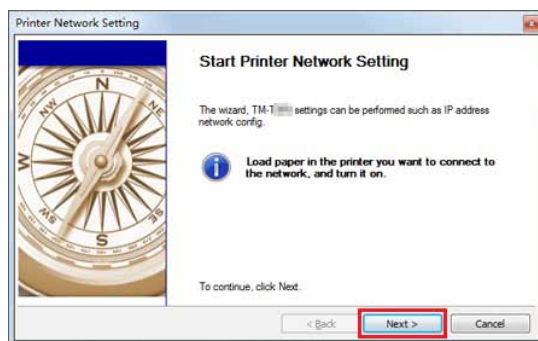 Printer Network Setting
Start Printer Network Setting
The wizard, TM-T settings can be performed such as IP address
network config.
Load paper in the printer you want to connect to
the network, and turn it on.
To continue, click Next.
< Back
Next >
Cancel
N
NE
E
SE
S
SW
W
NW